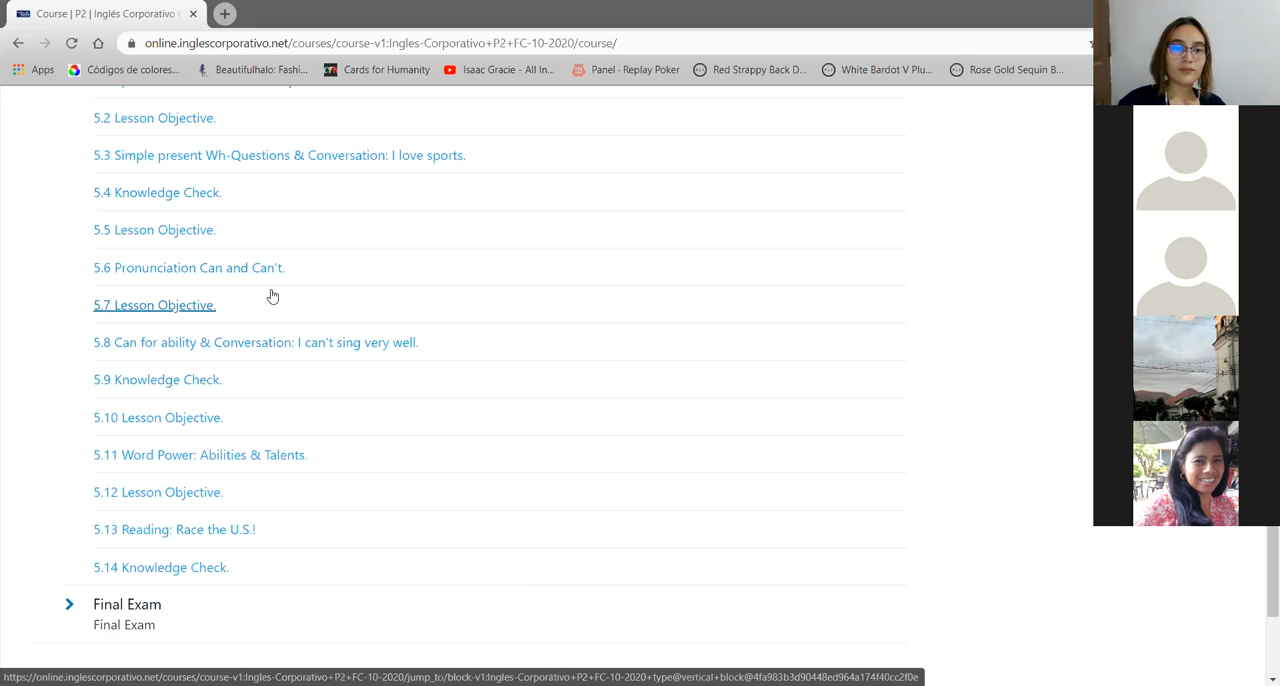 Course | P2 | Inglés Corporativo
online.inglescorporativo.net/courses/course-v1:Ingles-Corporativo+P2+FC-10-2020/course/
Apps
Códigos de colores...
Beautifulhalo: Fashi...
Cards for Humanity
Isaac Gracie - All In...
Panel · Replay Poker
Red Strappy Back D...
White Bardot V Plu...
Rose Gold Sequin B...
5.2 Lesson Objective.
5.3 Simple present Wh-Questions & Conversation: I love sports.
5.4 Knowledge Check.
5.5 Lesson Objective.
5.6 Pronunciation Can and Can't.
5.7 Lesson Objective.
5.8 Can for ability & Conversation: I can't sing very well.
5.9 Knowledge Check.
5.10 Lesson Objective.
5.11 Word Power: Abilities & Talents.
5.12 Lesson Objective.
5.13 Reading: Race the U.S.!
5.14 Knowledge Check.
Final Exam
Final Exam
https://online.inglescorporativo.net/courses/course-v1:Ingles-Corporativo+P2+FC-10-2020/jump_to/block-v1:Ingles-Corporativo+P2+FC-10-2020+type@vertical+block@4fa983b3d90448ed964a174f40cc2f0e